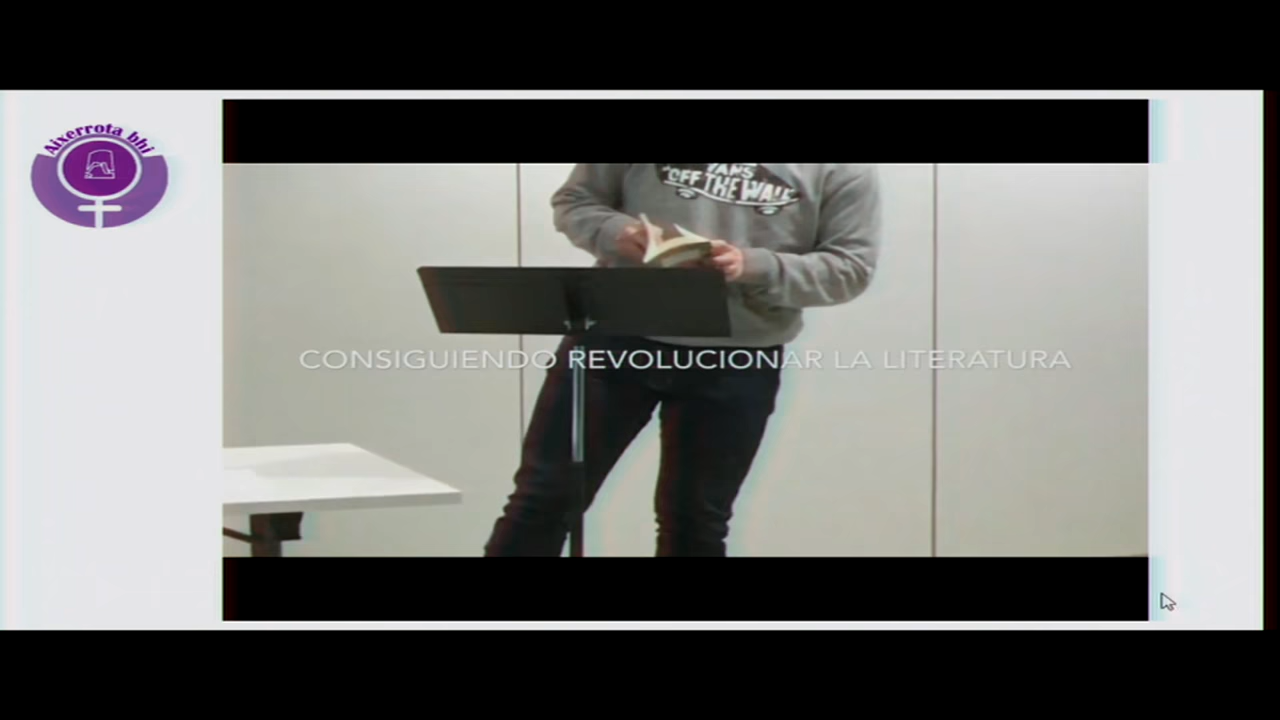 Aixerrota bhi
VANS
"OFF THE WALL"
CONSIGUIENDO REVOLUCIONAR LA LITERATURA